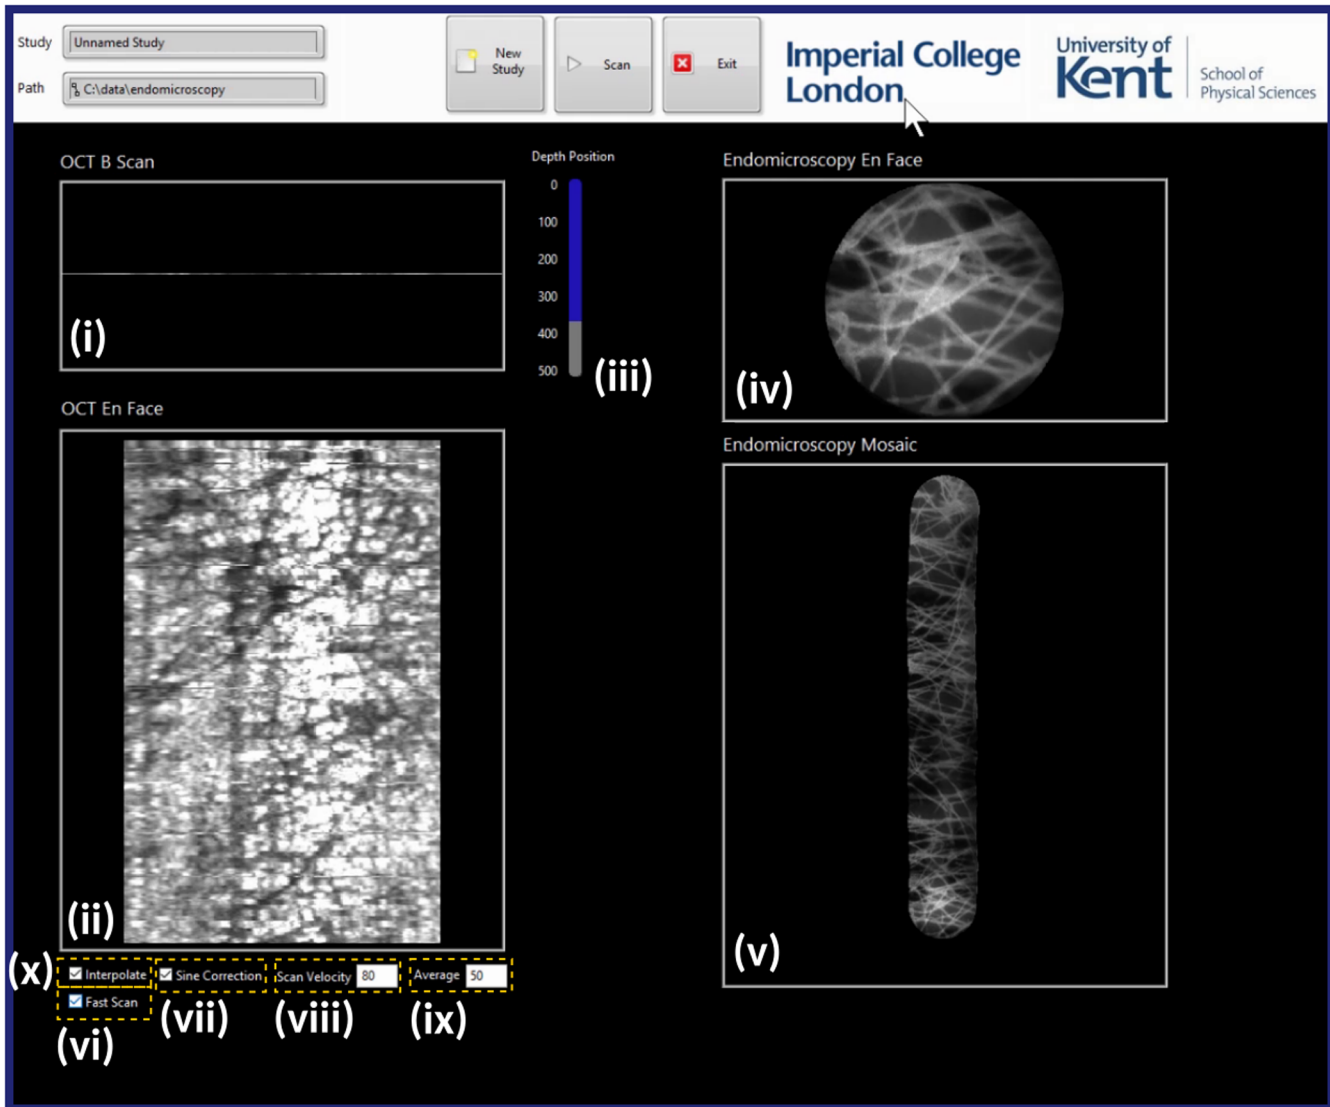 Study
Unnamed Study
Path
C:\data\endomicroscopy
New
Study
Scan
Exit
Imperial College
London
University of
Kent
School of
Physical Sciences
OCT B Scan
(i)
Depth Position
0
100
200
300
400
500
(iii)
Endomicroscopy En Face
(iv)
OCT En Face
(ii)
Endomicroscopy Mosaic
(v)
(x)
Interpolate
Sine Correction
Scan Velocity 80
Average 50
Fast Scan
(vi)
(vii)
(viii)
(ix)